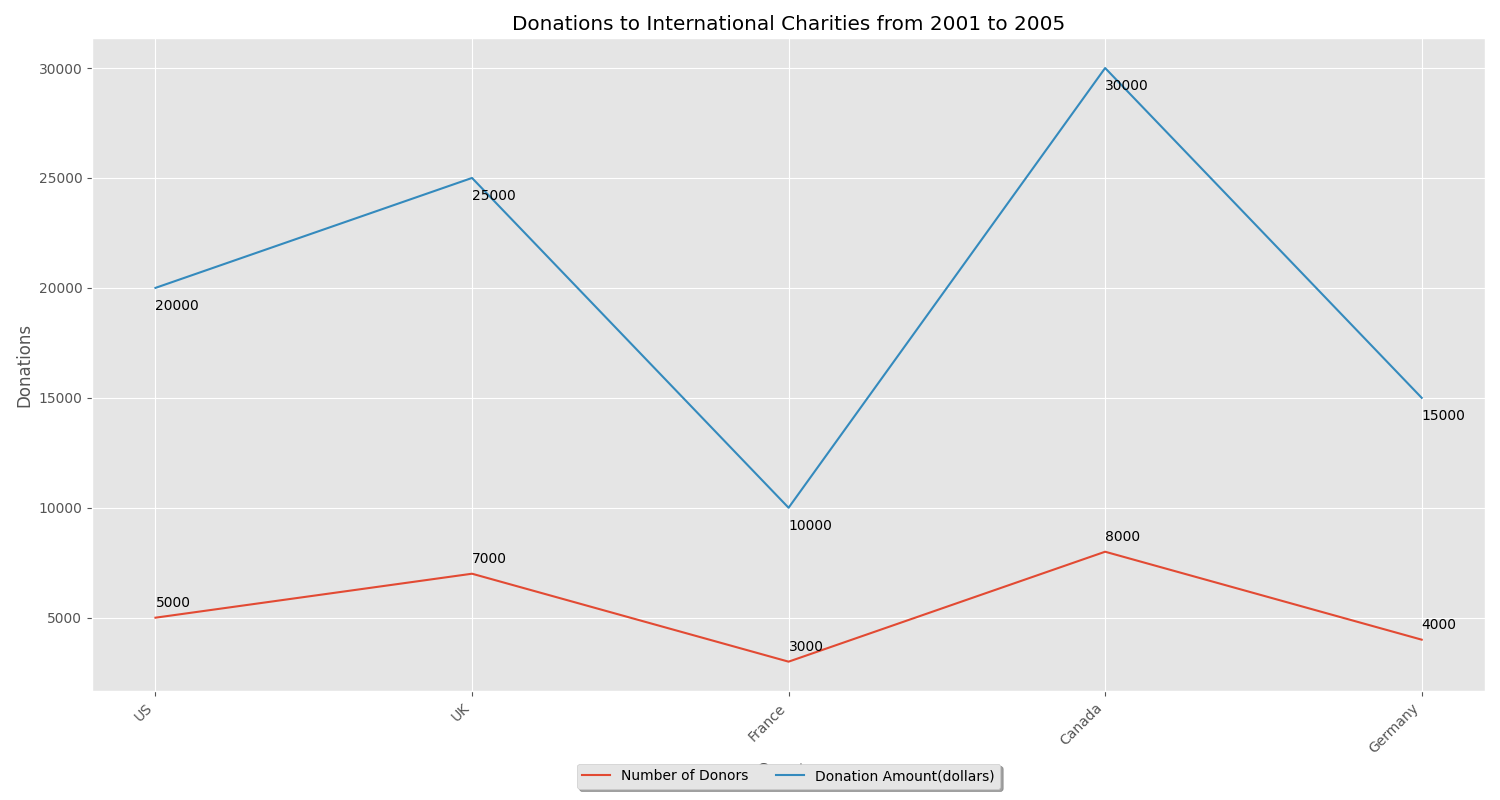 Donations to International Charities from 2001 to 2005
Donations
30000
25000
20000
15000
10000
5000
20000
25000
10000
30000
15000
5000
7000
3000
8000
4000
US
UK
France
Canada
Germany
Number of Donors
Donation Amount(dollars)